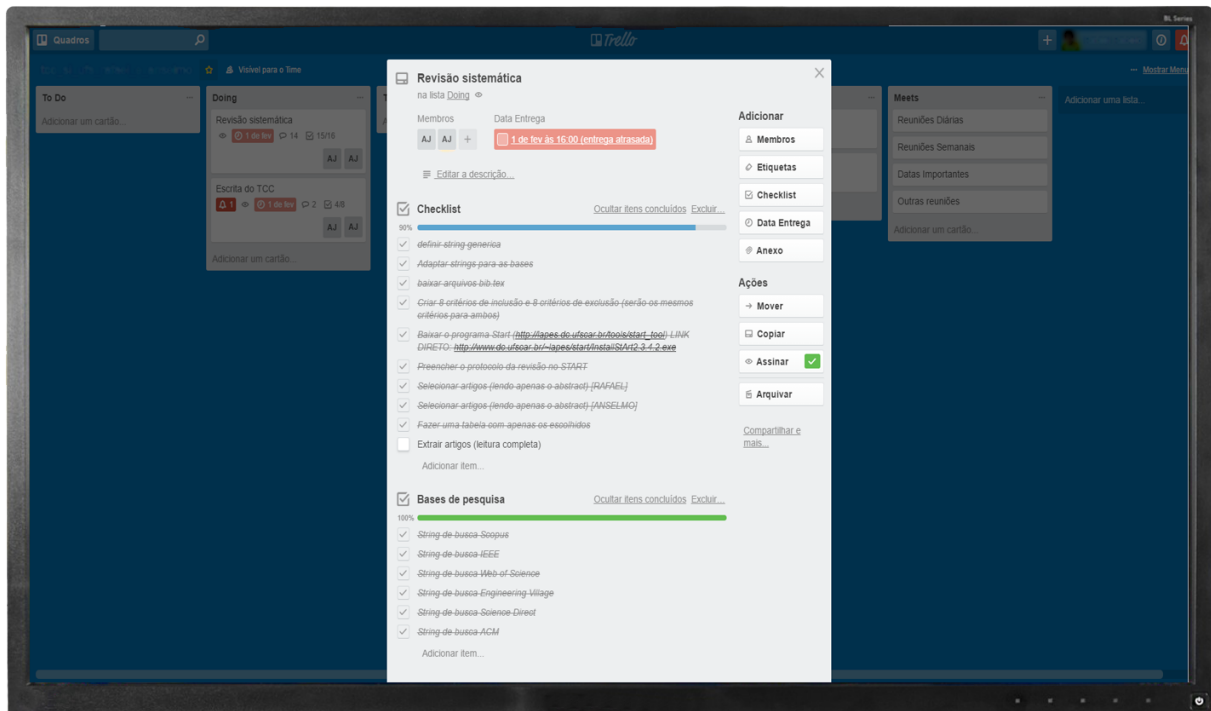 BL Series
Quadros
Trello
Visível para o Time
Mostrar Menu
To Do
Adicionar um cartão...
Doing
Revisão sistemática
1 de fev 14 15/16
AJ AJ
Escrita do TCC
1 1 de fev 2 4/8
AJ AJ
Adicionar um cartão...
Revisão sistemática
na lista Doing
Membros Data Entrega
AJ AJ + 1 de fev às 16:00 (entrega atrasada)
Editar a descrição...
Checklist Ocultar itens concluídos Excluir...
90%
definir string generica
Adaptar strings para as bases
baixar arquivos bib.tex
Criar 8 critérios de inclusão e 8 critérios de exclusão (serão os mesmos
critérios para ambos)
Baixar o programa Start (http://lapes.dc.ufscar.br/tools/start_tool) LINK
DIRETO: http://www.dc.ufscar.br/~lapes/start/InstallStArt2.3.4.2.exe
Preencher o protocolo da revisão no START
Selecionar artigos (lendo apenas o abstract) [RAFAEL]
Selecionar artigos (lendo apenas o abstract) [ANSELMO]
Fazer uma tabela com apenas os escolhidos
Extrair artigos (leitura completa)
Adicionar item...
Bases de pesquisa Ocultar itens concluídos Excluir...
100%
String de busca Scopus
String de busca IEEE
String de busca Web of Science
String de busca Engineering Village
String de busca Science Direct
String de busca ACM
Adicionar item...
Adicionar
Membros
Etiquetas
Checklist
Data Entrega
Anexo
Ações
Mover
Copiar
Assinar
Arquivar
Compartilhar e
mais...
Meets
Reuniões Diárias
Reuniões Semanais
Datas Importantes
Outras reuniões
Adicionar um cartão...
Adicionar uma lista...